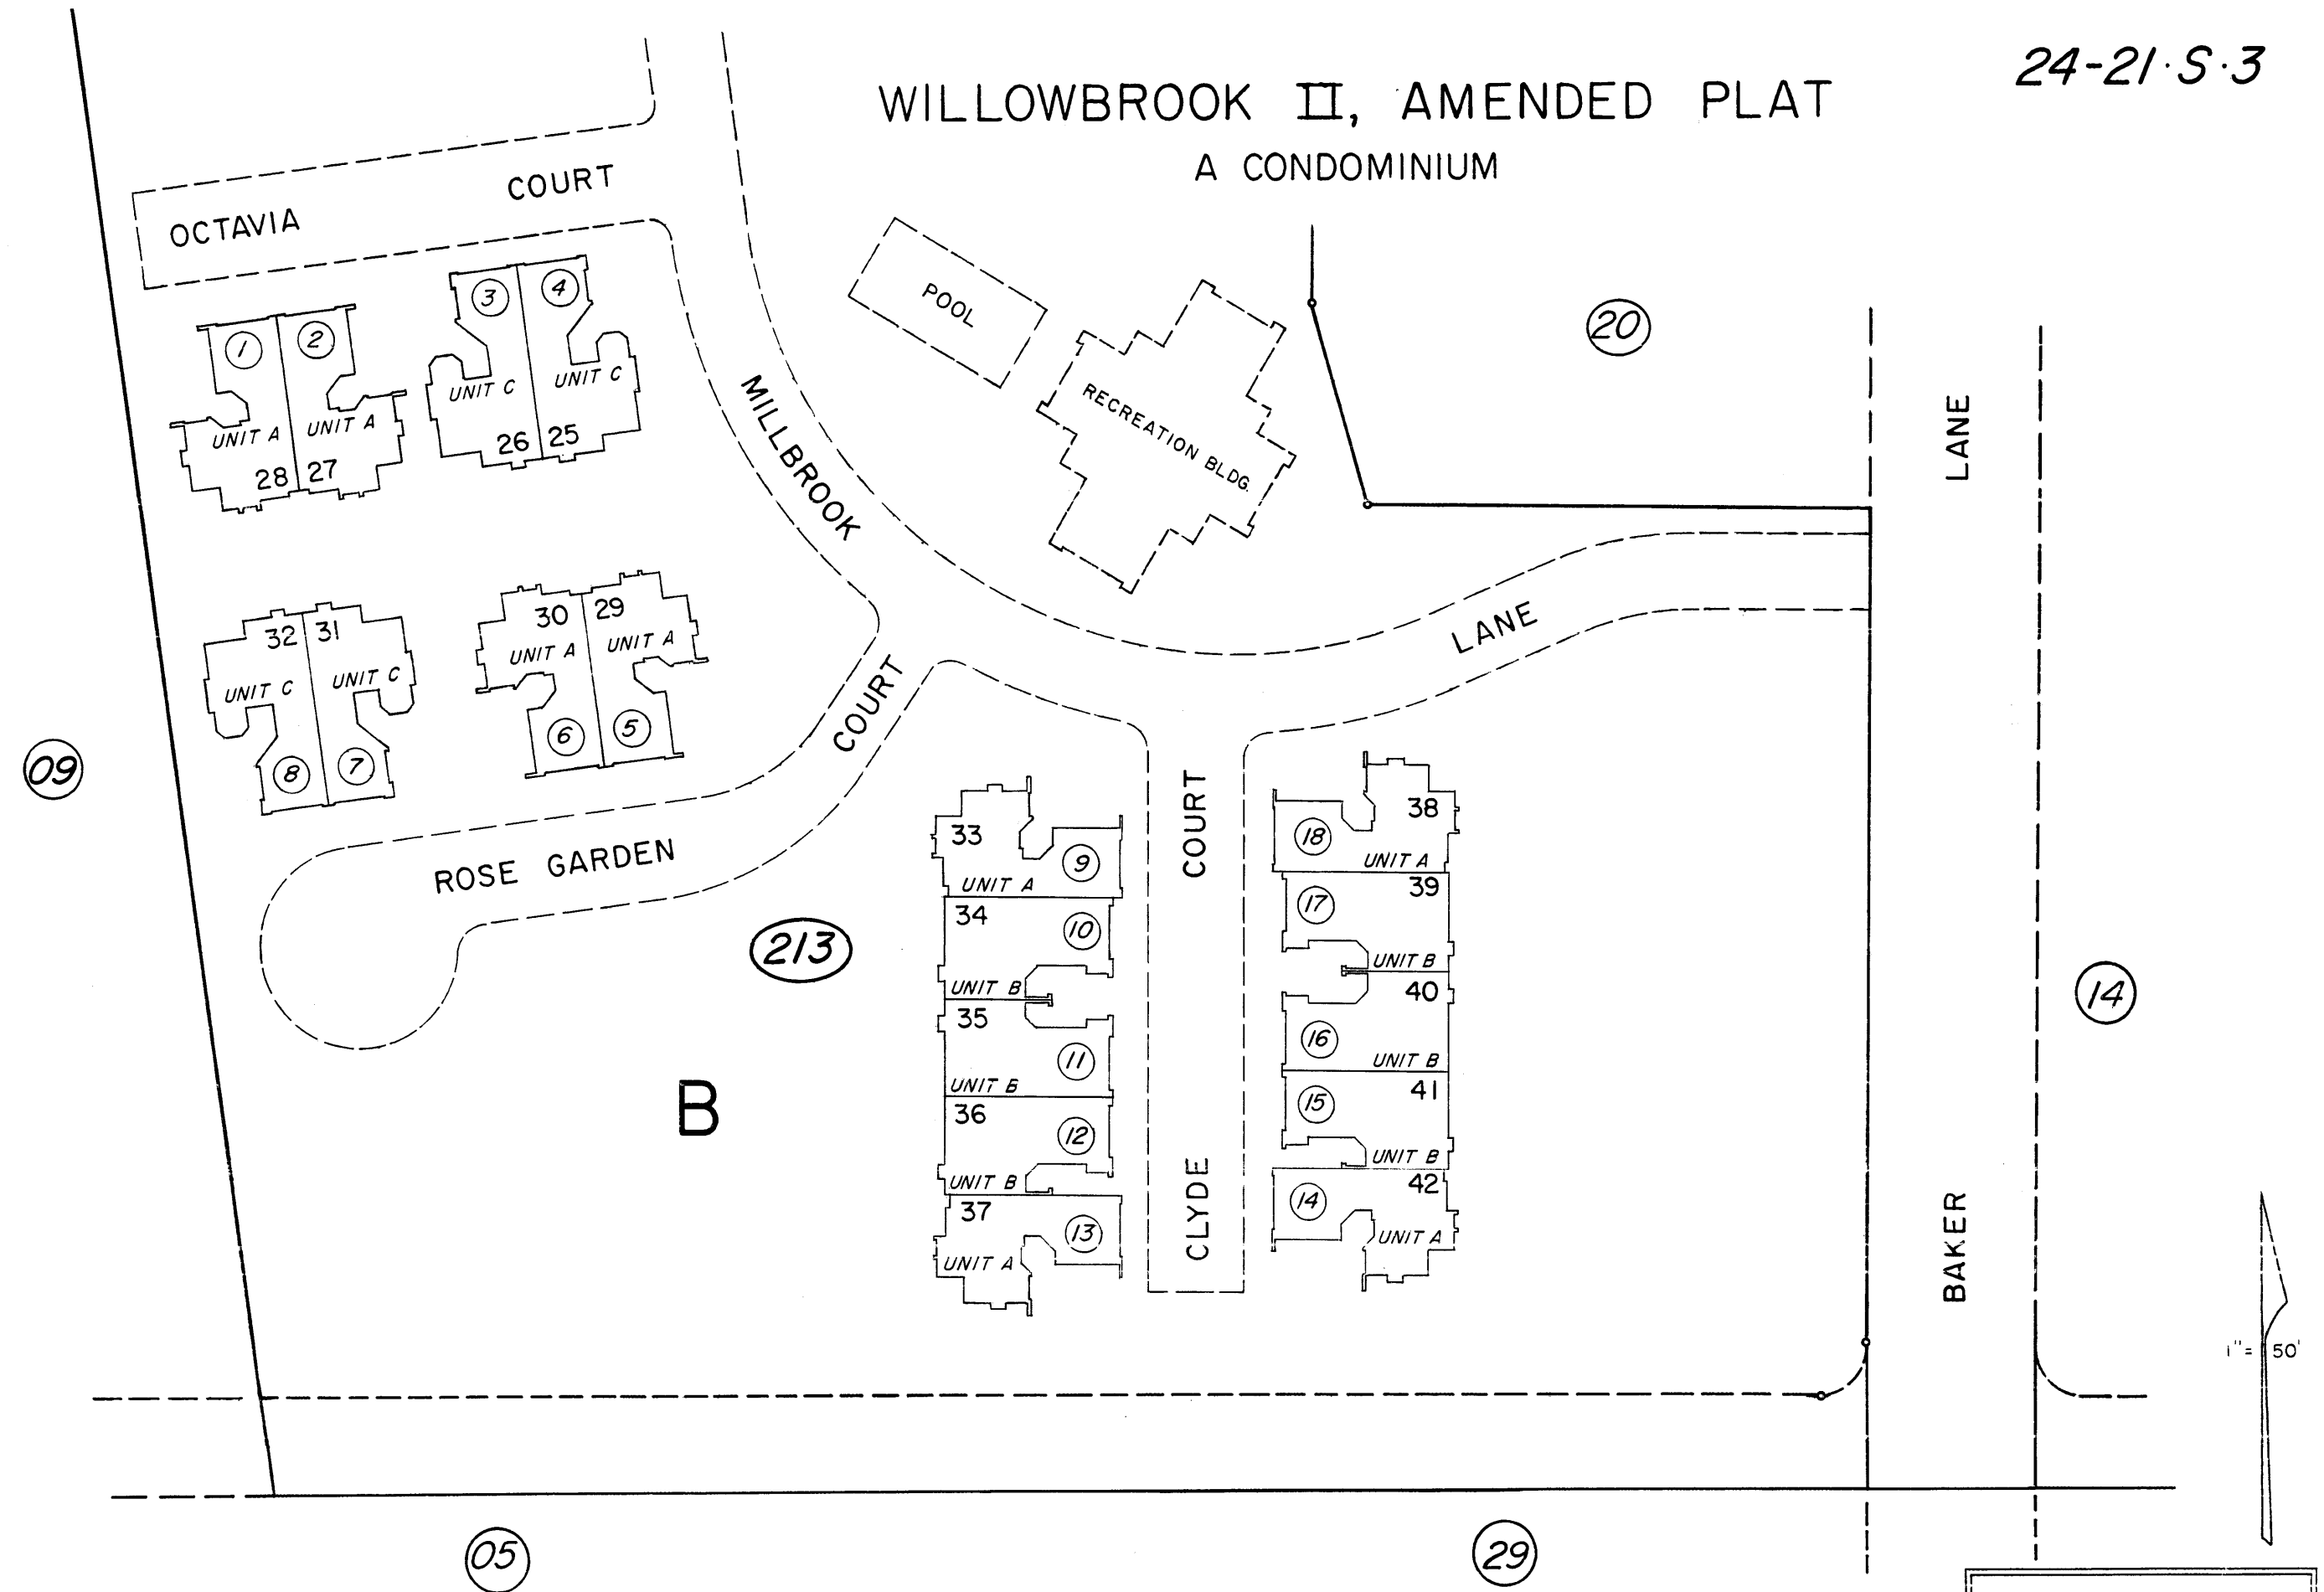 24-21·S·3
WILLOWBROOK II, AMENDED PLAT
A CONDOMINIUM
OCTAVIA COURT
3 4
1 2
UNIT C UNIT C
UNIT A UNIT A
26 25
28 27
POOL
RECREATION BLDG.
20
LANE
MILLBROOK
LANE
32 31
30 29
UNIT C UNIT C
UNIT A UNIT A
8 7
6 5
COURT
ROSE GARDEN
09
213
B
33
9
UNIT A
34
10
UNIT B
35
11
UNIT B
36
12
UNIT B
37
13
UNIT A
COURT
CLYDE
38
18
UNIT A
39
17
UNIT B
40
16
UNIT B
41
15
UNIT B
42
14
UNIT A
14
BAKER
1"= 50'
05
29